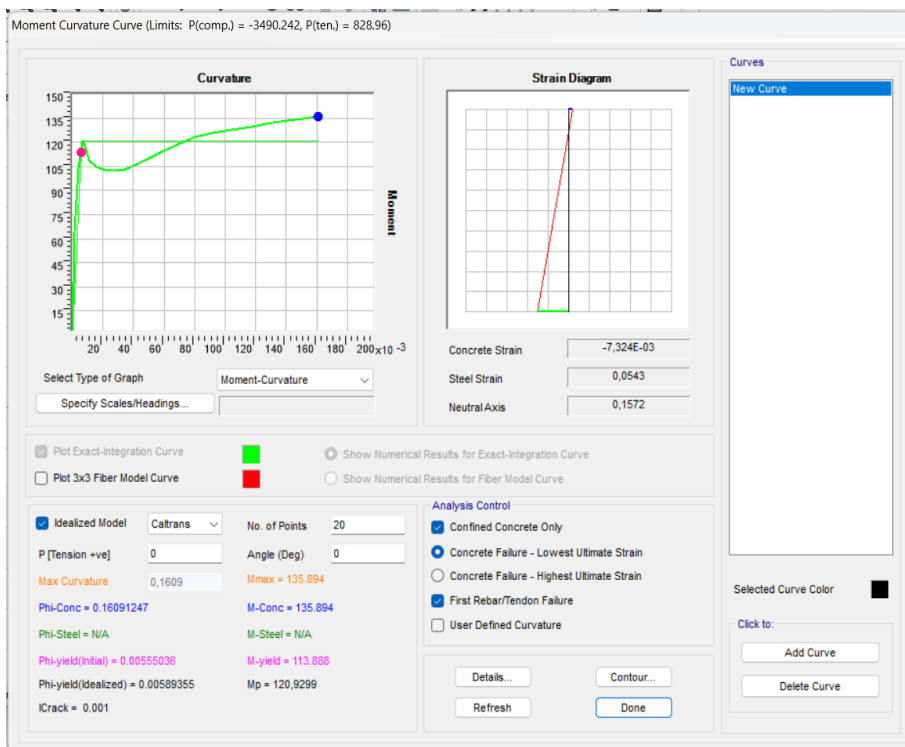 Moment Curvature Curve (Limits:  P(comp.) = -3490.242, P(ten.) = 828.96)
Curvature
150
135
120
105
90
75
60
45
30
15
Moment
20 40 60 80 100 120 140 160 180 200 x10 -3
Select Type of Graph
Moment-Curvature
Specify Scales/Headings...
Strain Diagram
Concrete Strain
-7,324E-03
Steel Strain
0,0543
Neutral Axis
0,1572
Curves
New Curve
Plot Exact-Integration Curve
Show Numerical Results for Exact-Integration Curve
Plot 3x3 Fiber Model Curve
Show Numerical Results for Fiber Model Curve
Idealized Model
Caltrans
No. of Points
20
P [Tension +ve]
0
Angle (Deg)
0
Max Curvature
0,1609
Mmax = 135.894
Phi-Conc = 0.16091247
M-Conc = 135.894
Phi-Steel = N/A
M-Steel = N/A
Phi-yield(Initial) = 0.00555036
M-yield = 113.888
Phi-yield(Idealized) = 0.00589355
Mp = 120,9299
ICrack = 0.001
Analysis Control
Confined Concrete Only
Concrete Failure - Lowest Ultimate Strain
Concrete Failure - Highest Ultimate Strain
First Rebar/Tendon Failure
User Defined Curvature
Details...
Contour...
Refresh
Done
Selected Curve Color
Click to:
Add Curve
Delete Curve